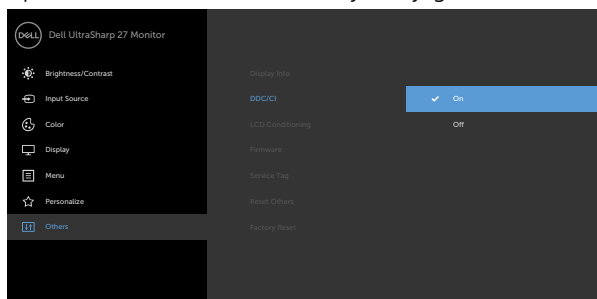 DELL Dell UltraSharp 27 Monitor
Brightness/Contrast
Display Info
Input Source
DDC/CI
On
Color
LCD Conditioning
Off
Display
Firmware
Menu
Service Tag
Personalize
Reset Others
Others
Factory Reset